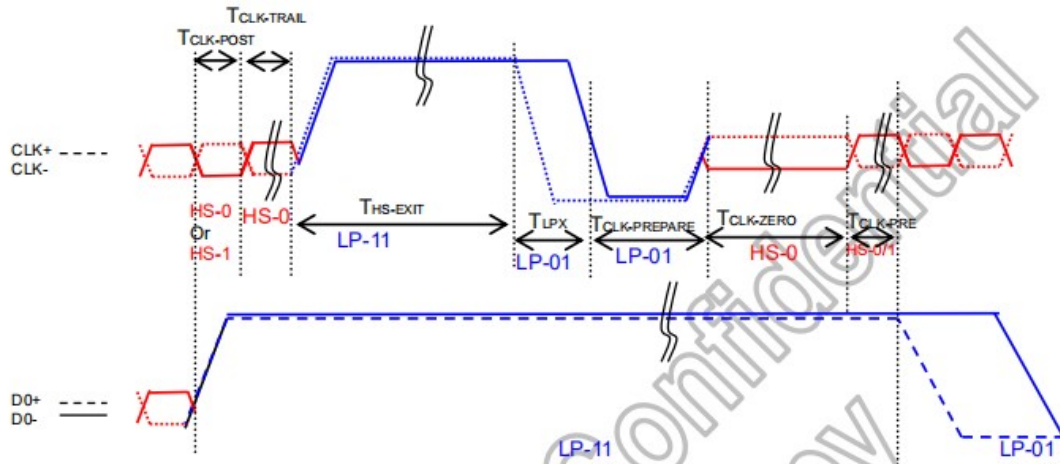 TCLK-TRAIL
TCLK-POST
CLK+
CLK-
HS-0
Or
HS-1
HS-0
THS-EXIT
LP-11
TLPX
LP-01
TCLK-PREPARE
LP-01
TCLK-ZERO
HS-0
TCLK-PRE
HS-0/1
D0+
D0-
LP-11
LP-01
Confidential